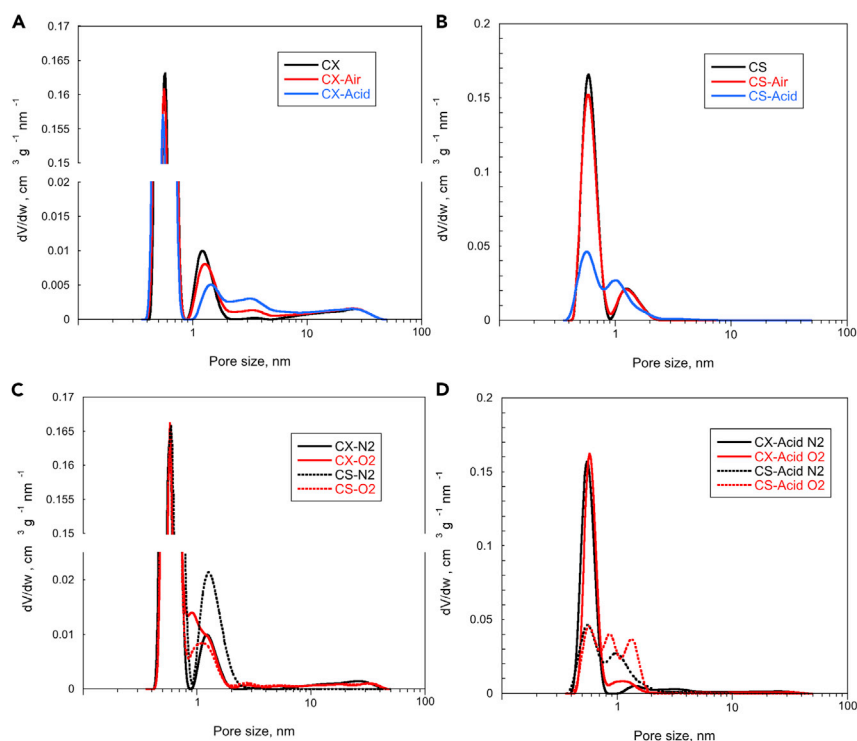 A
0.17
0.165
0.16
0.155
0.15
0.02
0.015
0.01
0.005
0
dV/dw , cm 3 g -1 nm -1
CX
CX-Air
CX-Acid
1
10
100
Pore size, nm
B
0.2
0.15
0.1
0.05
0
dV/dw , cm 3 g -1 nm -1
CS
CS-Air
CS-Acid
1
10
100
Pore size, nm
C
0.17
0.165
0.16
0.155
0.15
0.02
0.01
0
dV/dw , cm 3 g -1 nm -1
CX-N2
CX-O2
CS-N2
CS-O2
1
10
100
Pore size, nm
D
0.2
0.15
0.1
0.05
0
dV/dw , cm 3 g -1 nm -1
CX-Acid N2
CX-Acid O2
CS-Acid N2
CS-Acid O2
1
10
100
Pore size, nm